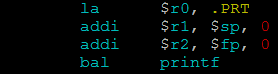 la $r0, .PRT
addi $r1, $sp, 0
addi $r2, $fp, 0
bal printf